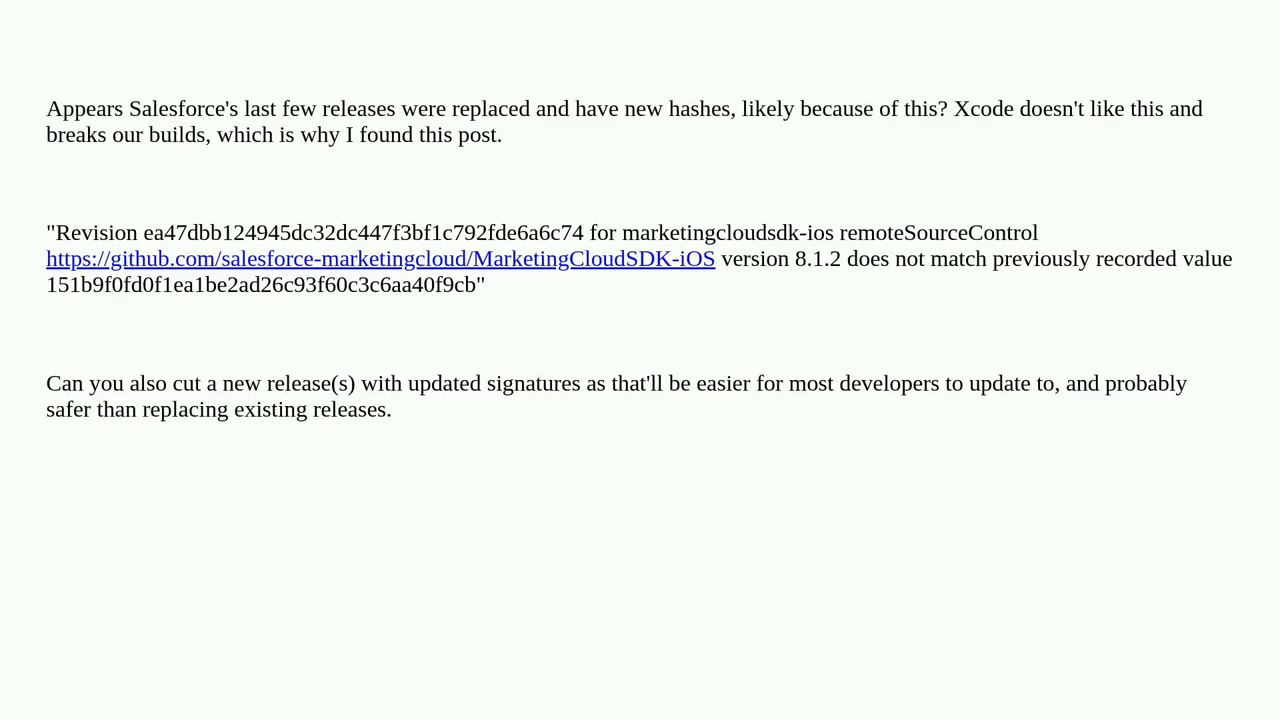 Appears Salesforce's last few releases were replaced and have new hashes, likely because of this? Xcode doesn't like this and
breaks our builds, which is why I found this post.
"Revision ea47dbb124945dc32dc447f3bf1c792fde6a6c74 for marketingcloudsdk-ios remoteSourceControl
https://github.com/salesforce-marketingcloud/MarketingCloudSDK-iOS version 8.1.2 does not match previously recorded value
151b9f0fd0f1ea1be2ad26c93f60c3c6aa40f9cb"
Can you also cut a new release(s) with updated signatures as that'll be easier for most developers to update to, and probably
safer than replacing existing releases.